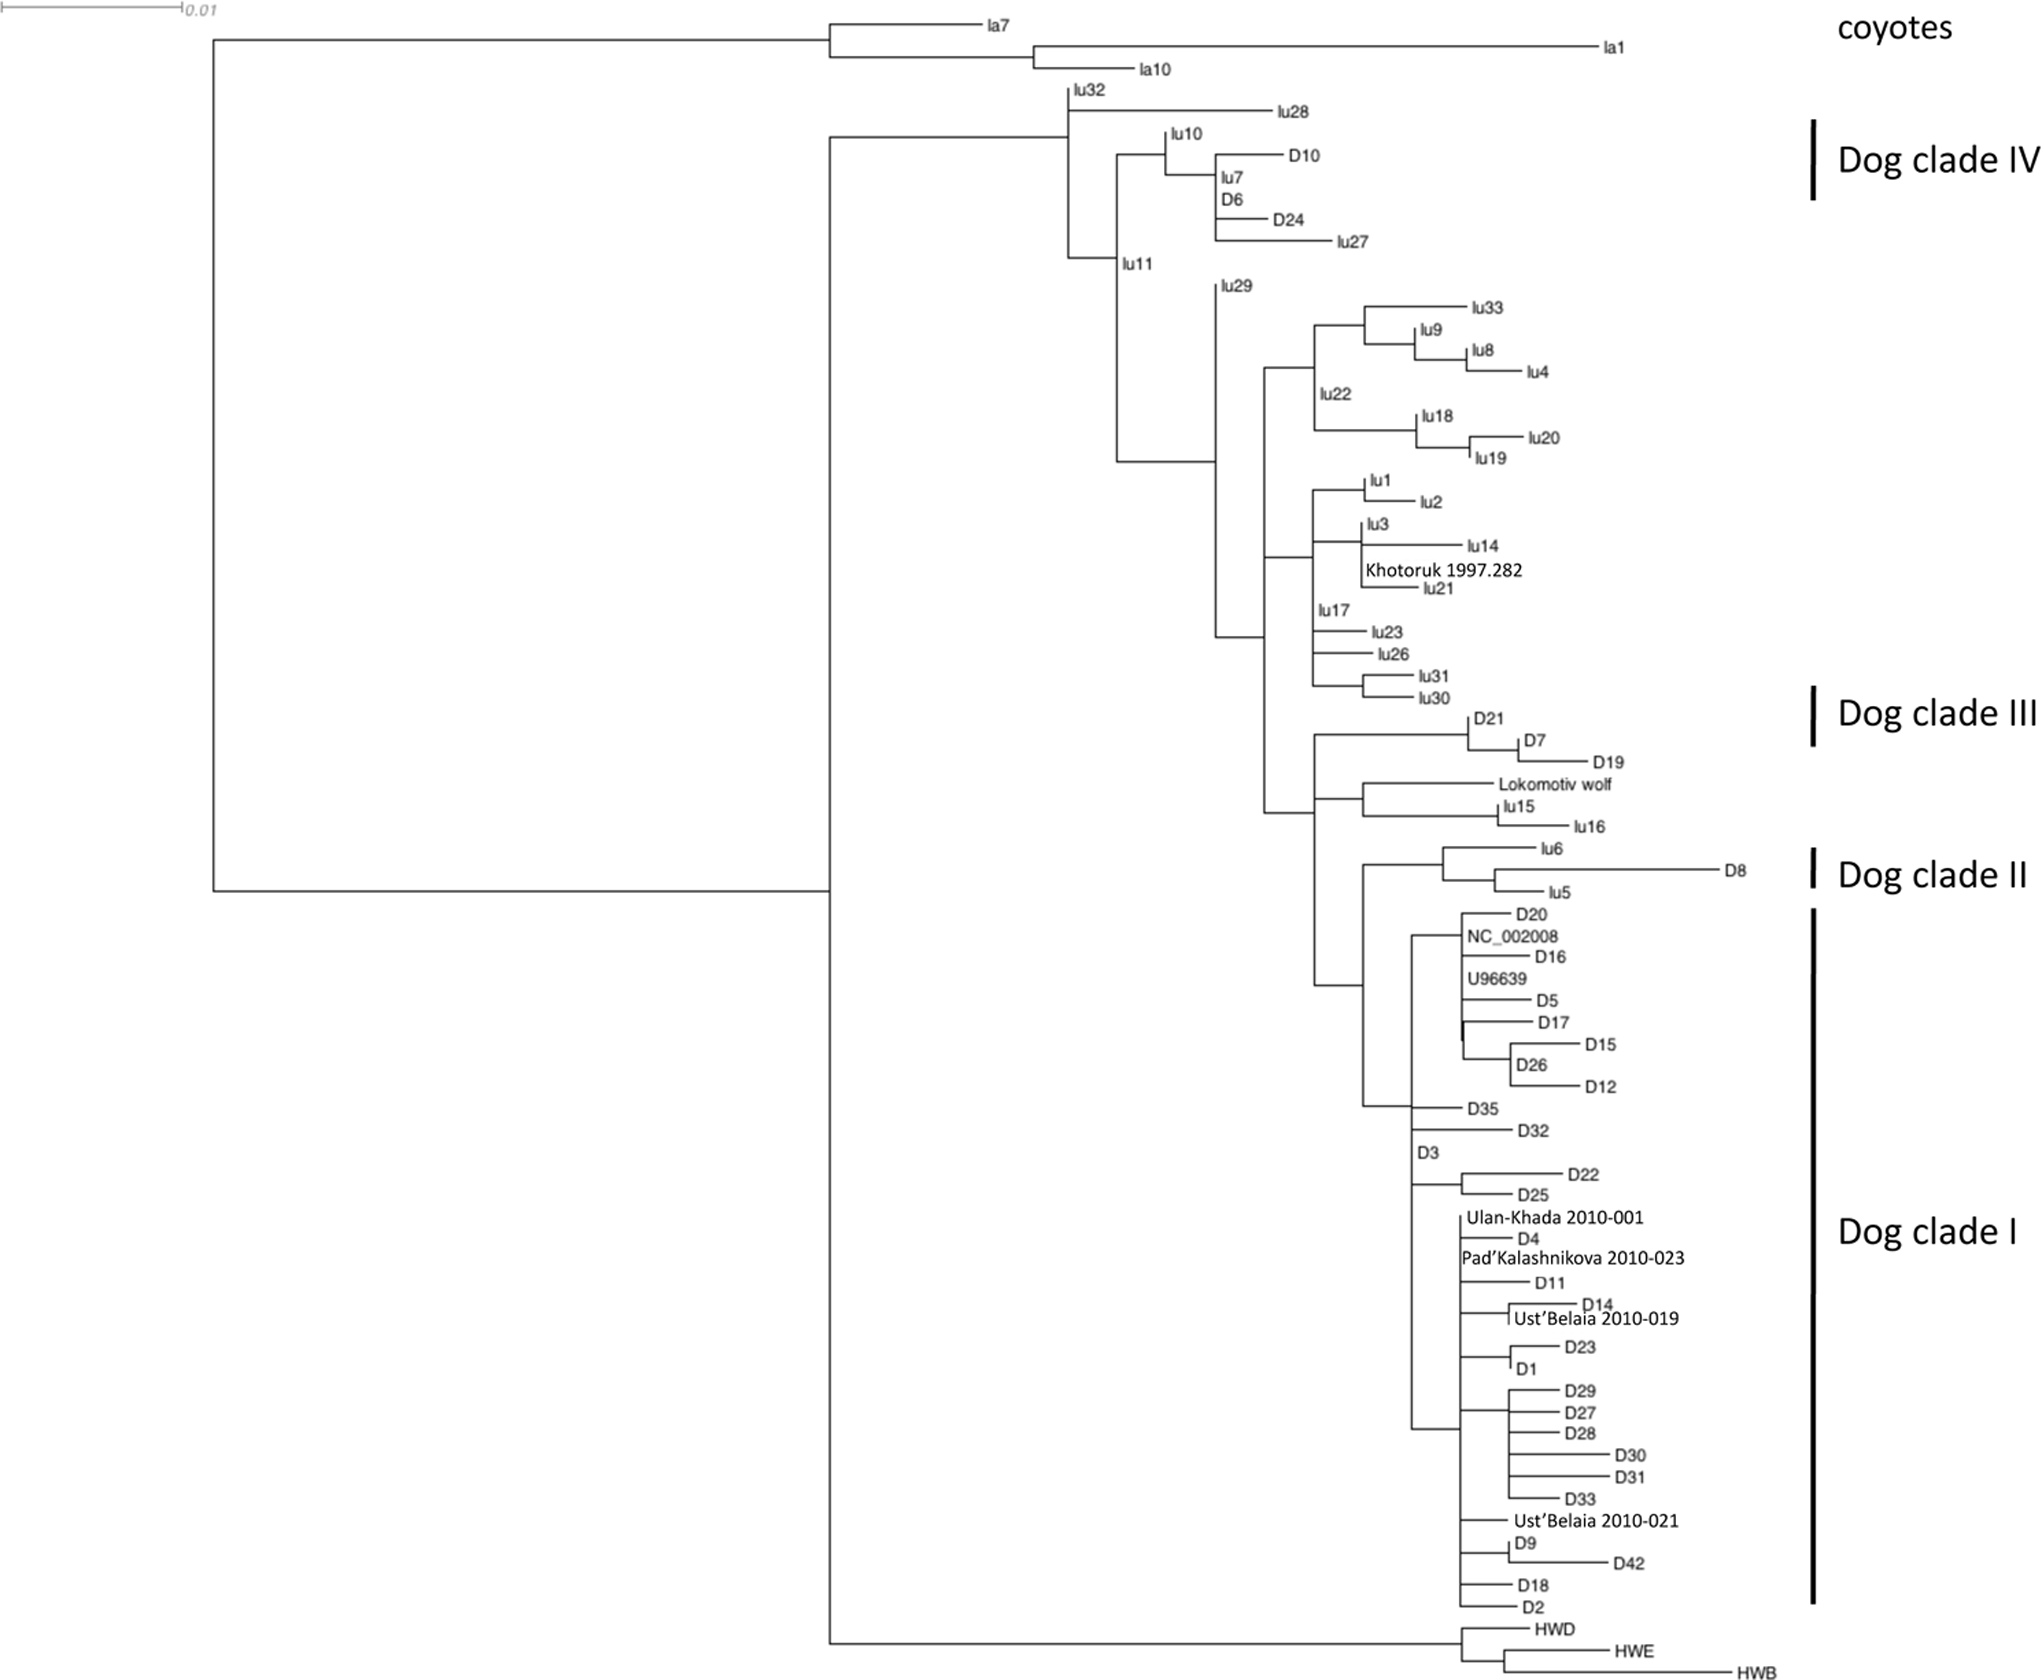 0.01
la7
coyotes
la1
la10
lu32
lu28
lu10
D10
Dog clade IV
lu7
D6
D24
lu27
lu11
lu29
lu33
lu9
lu8
lu4
lu22
lu18
lu20
lu19
lu1
lu2
lu3
lu14
Khotoruk 1997.282
lu21
lu17
lu23
lu26
lu31
lu30
Dog clade III
D21
D7
D19
Lokomotiv wolf
lu15
lu16
lu6
D8
Dog clade II
lu5
D20
NC_002008
D16
U96639
D5
D17
D15
D26
D12
D35
D32
D3
D22
D25
Ulan-Khada 2010-001
Dog clade I
D4
Pad’Kalashnikova 2010-023
D11
D14
Ust’Belaia 2010-019
D23
D1
D29
D27
D28
D30
D31
D33
Ust’Belaia 2010-021
D9
D42
D18
D2
HWD
HWE
HWB